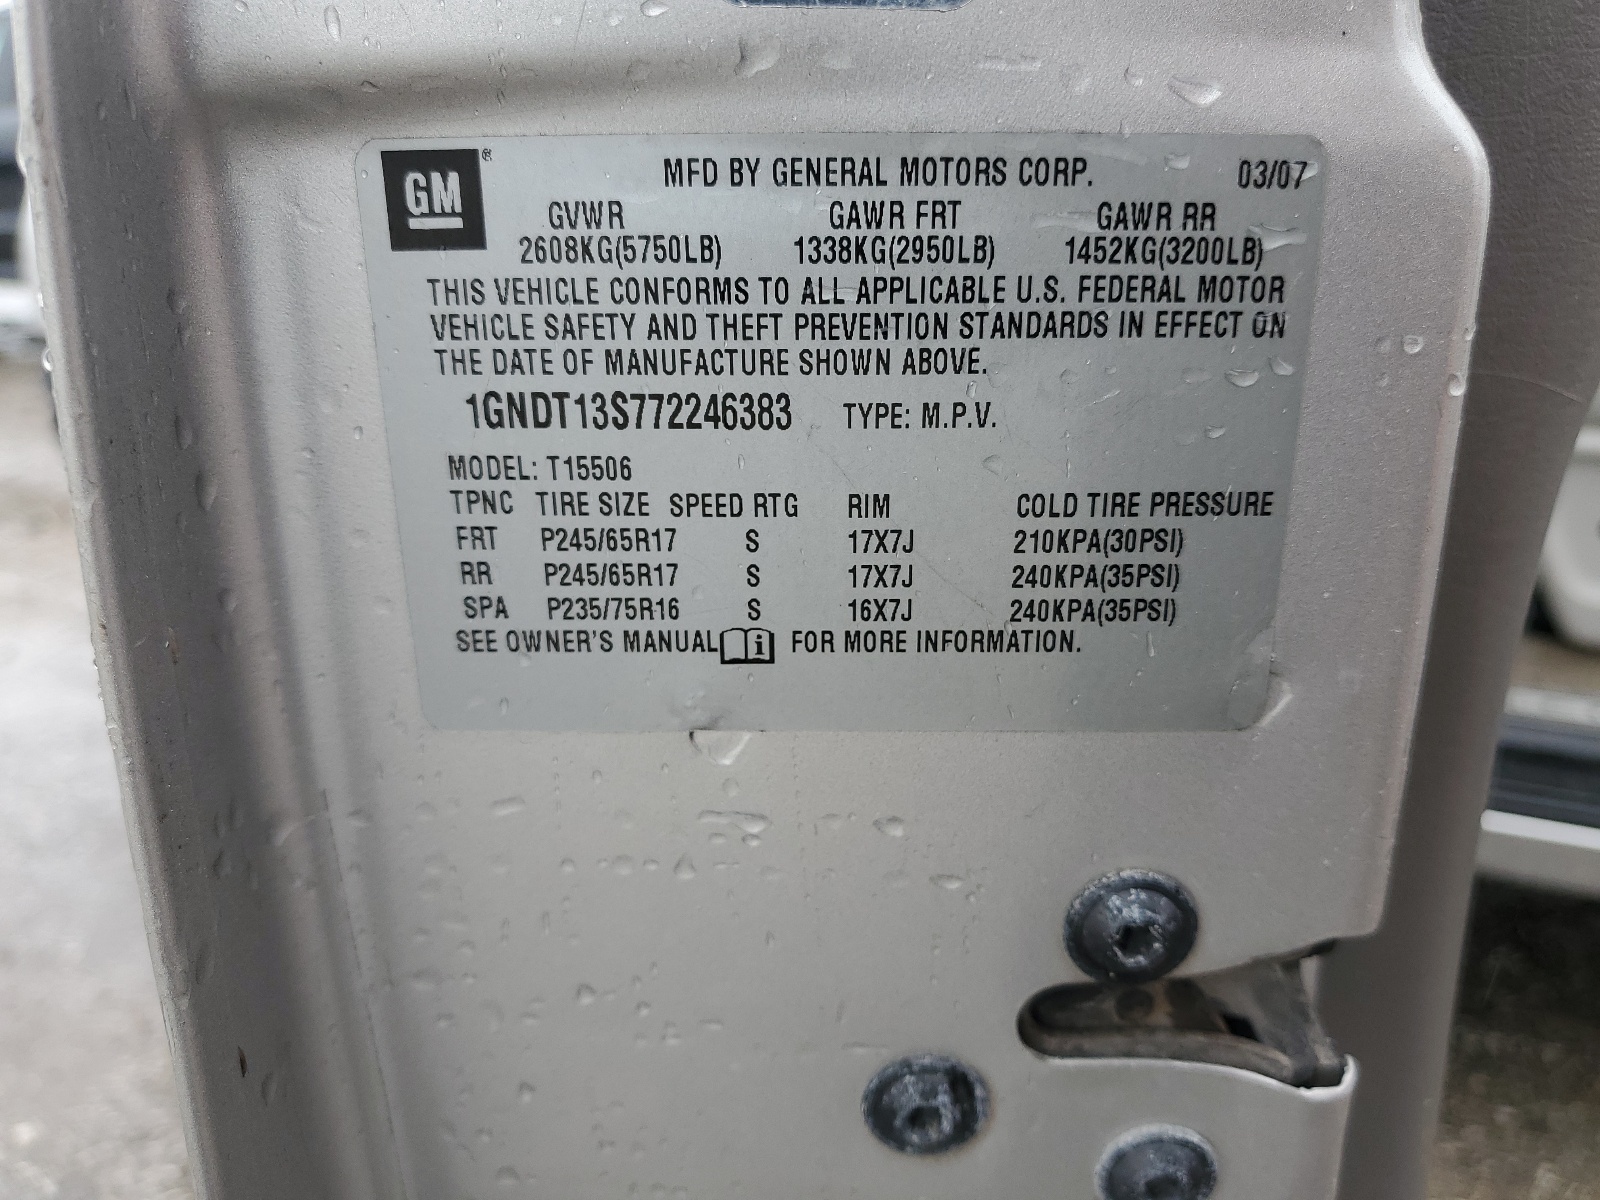 GM ® MFD BY GENERAL MOTORS CORP. 03/07
GVWR GAWR FRT GAWR RR
2608KG(5750LB) 1338KG(2950LB) 1452KG(3200LB)
THIS VEHICLE CONFORMS TO ALL APPLICABLE U.S. FEDERAL MOTOR
VEHICLE SAFETY AND THEFT PREVENTION STANDARDS IN EFFECT ON
THE DATE OF MANUFACTURE SHOWN ABOVE.
1GNDT13S772246383 TYPE: M.P.V.
MODEL: T15506
TPNC TIRE SIZE SPEED RTG RIM COLD TIRE PRESSURE
FRT P245/65R17 S 17X7J 210KPA(30PSI)
RR P245/65R17 S 17X7J 240KPA(35PSI)
SPA P235/75R16 S 16X7J 240KPA(35PSI)
SEE OWNER'S MANUAL i FOR MORE INFORMATION.